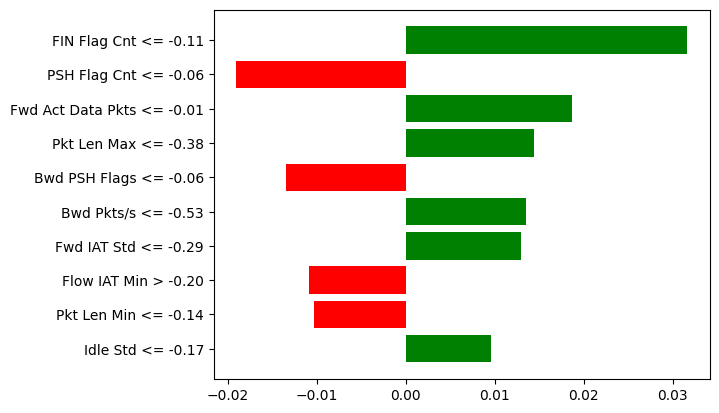 FIN Flag Cnt <= -0.11
PSH Flag Cnt <= -0.06
Fwd Act Data Pkts <= -0.01
Pkt Len Max <= -0.38
Bwd PSH Flags <= -0.06
Bwd Pkts/s <= -0.53
Fwd IAT Std <= -0.29
Flow IAT Min > -0.20
Pkt Len Min <= -0.14
Idle Std <= -0.17
−0.02 −0.01 0.00 0.01 0.02 0.03